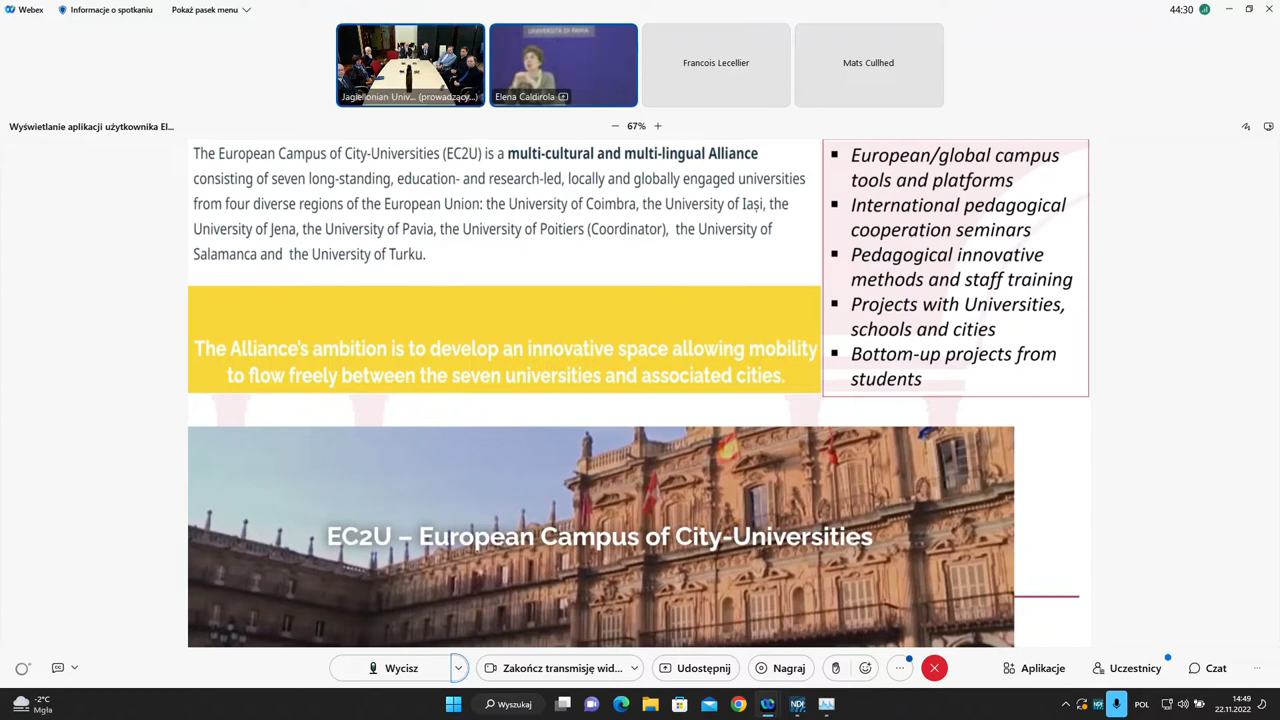 Webex
Informacje o spotkaniu
Pokaż pasek menu
44:30
UNIVERSITÀ DI PAVIA
Jagiellonian Univ... (prowadzący...)
Elena Caldirola
Francois Lecellier
Mats Cullhed
Wyświetlanie aplikacji użytkownika El...
67%
The European Campus of City-Universities (EC2U) is a multi-cultural and multi-lingual Alliance
consisting of seven long-standing, education- and research-led, locally and globally engaged universities
from four diverse regions of the European Union: the University of Coimbra, the University of Iași, the
University of Jena, the University of Pavia, the University of Poitiers (Coordinator), the University of
Salamanca and the University of Turku.
The Alliance's ambition is to develop an innovative space allowing mobility
to flow freely between the seven universities and associated cities.
European/global campus
tools and platforms
International pedagogical
cooperation seminars
Pedagogical innovative
methods and staff training
Projects with Universities,
schools and cities
Bottom-up projects from
students
EC2U – European Campus of City-Universities
Wycisz
Zakończ transmisję wid...
Udostępnij
Nagraj
Aplikacje
Uczestnicy
Czat
-2°C
Mgła
Wyszukaj
POL
14:49
22.11.2022